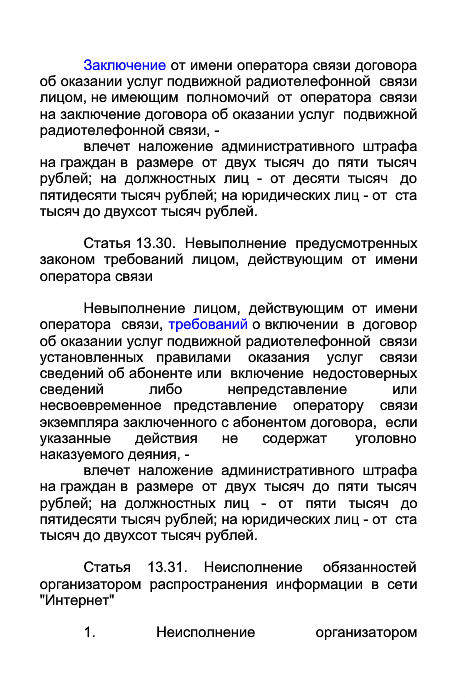 Заключение от имени оператора связи договора
об оказании услуг подвижной радиотелефонной связи
лицом, не имеющим полномочий от оператора связи
на заключение договора об оказании услуг подвижной
радиотелефонной связи, -
влечет наложение административного штрафа
на граждан в размере от двух тысяч до пяти тысяч
рублей; на должностных лиц - от десяти тысяч до
пятидесяти тысяч рублей; на юридических лиц - от ста
тысяч до двухсот тысяч рублей.
Статья 13.30. Невыполнение предусмотренных
законом требований лицом, действующим от имени
оператора связи
Невыполнение лицом, действующим от имени
оператора связи, требований о включении в договор
об оказании услуг подвижной радиотелефонной связи
установленных правилами оказания услуг связи
сведений об абоненте или включение недостоверных
сведений либо непредставление или
несвоевременное представление оператору связи
экземпляра заключенного с абонентом договора, если
указанные действия не содержат уголовно
наказуемого деяния, -
влечет наложение административного штрафа
на граждан в размере от двух тысяч до пяти тысяч
рублей; на должностных лиц - от пяти тысяч до
пятидесяти тысяч рублей; на юридических лиц - от ста
тысяч до двухсот тысяч рублей.
Статья 13.31. Неисполнение обязанностей
организатором распространения информации в сети
"Интернет"
1. Неисполнение организатором